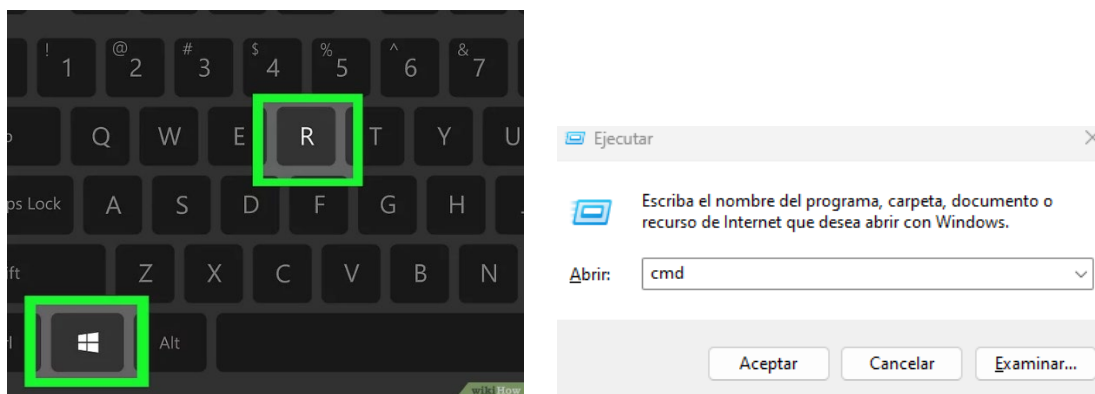 ! 1 @ 2 # 3 $ 4 % 5 ^ 6 & 7
Q W E R T Y U
ps Lock A S D F G H
ft Z X C V B N
Alt
wikiHow
Ejecutar
Escriba el nombre del programa, carpeta, documento o
recurso de Internet que desea abrir con Windows.
Abrir: cmd
Aceptar Cancelar Examinar...